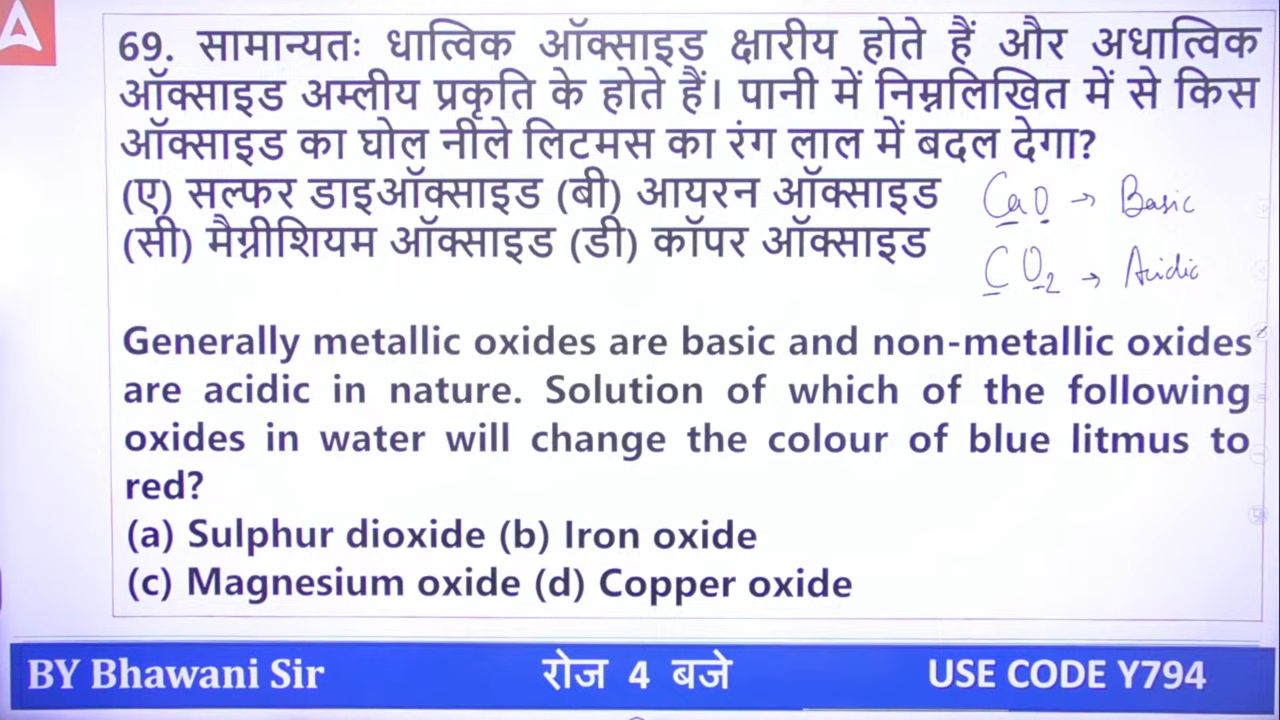 69. सामान्यतः धात्विक ऑक्साइड क्षारीय होते हैं और अधात्विक
ऑक्साइड अम्लीय प्रकृति के होते हैं। पानी में निम्नलिखित में से किस
ऑक्साइड का घोल नीले लिटमस का रंग लाल में बदल देगा?
(ए) सल्फर डाइऑक्साइड (बी) आयरन ऑक्साइड
(सी) मैग्नीशियम ऑक्साइड (डी) कॉपर ऑक्साइड
CaO → Basic
CO₂ → Acidic
Generally metallic oxides are basic and non-metallic oxides
are acidic in nature. Solution of which of the following
oxides in water will change the colour of blue litmus to
red?
(a) Sulphur dioxide (b) Iron oxide
(c) Magnesium oxide (d) Copper oxide
BY Bhawani Sir रोज 4 बजे USE CODE Y794